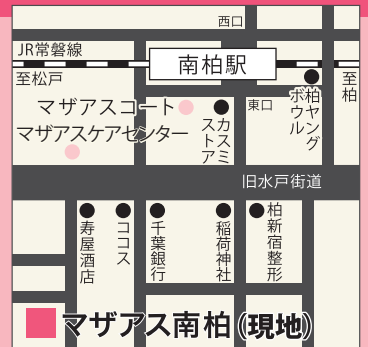 西口
JR常磐線
南柏駅
至松戸
至柏
マザアスコート
東口
柏ヤングボウル
カスミストア
マザアスケアセンター
旧水戸街道
寿屋酒店
ココス
千葉銀行
稲荷神社
柏新宿整形
マザアス南柏(現地)